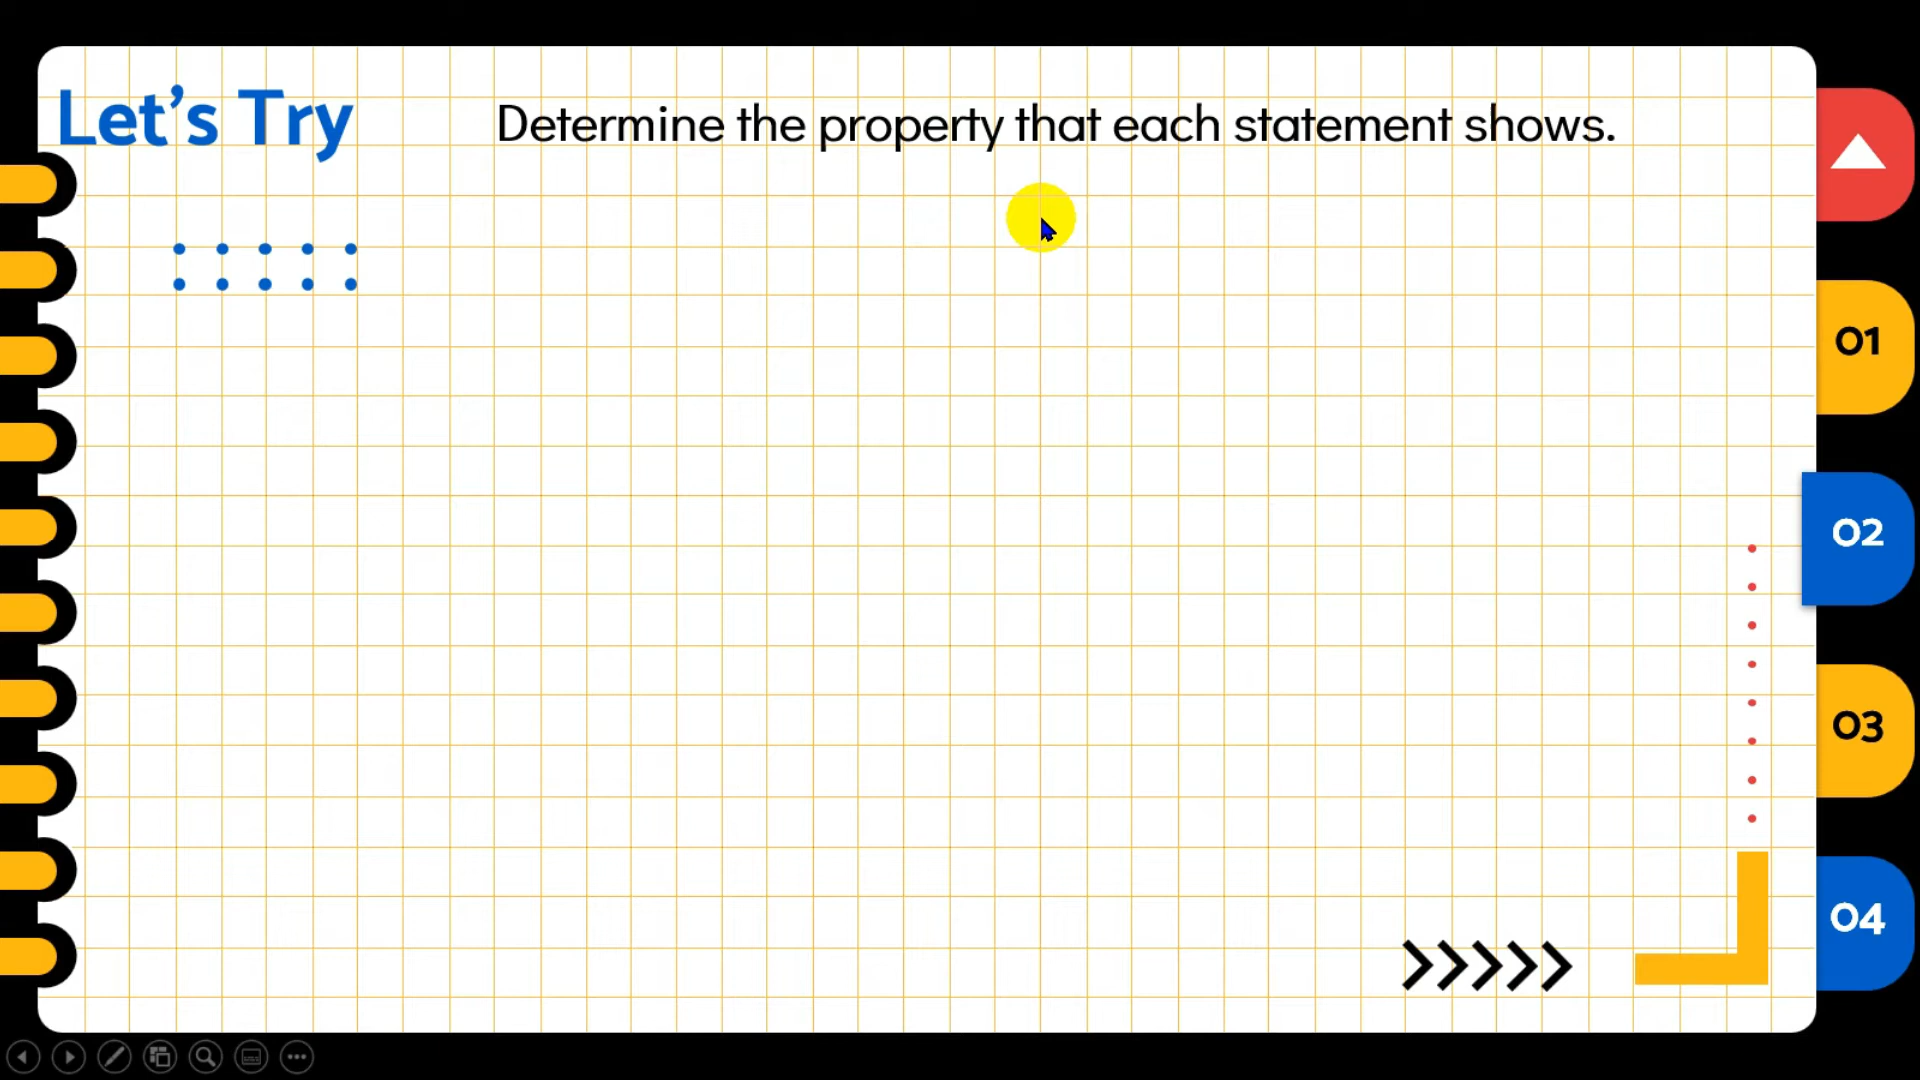 Let’s Try
Determine the property that each statement shows.
01
02
03
04